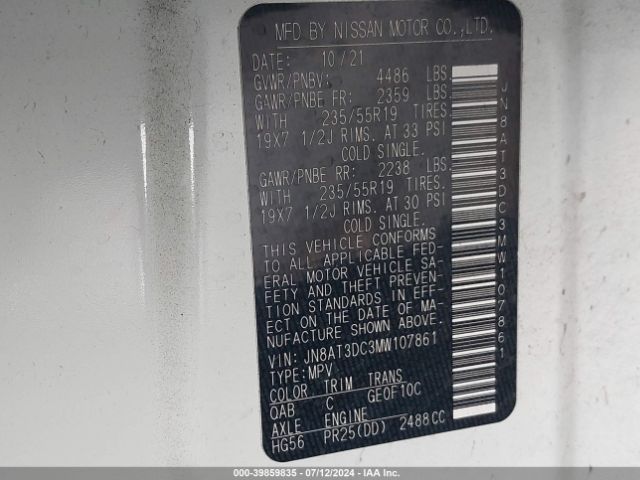 MFD BY NISSAN MOTOR CO.,LTD.
DATE: 10/21
GVWR/PNBV: 4486 LBS.
GAWR/PNBE FR: 2359 LBS.
WITH 235/55R19 TIRES.
19X7 1/2J RIMS. AT 33 PSI
COLD SINGLE.
GAWR/PNBE RR: 2238 LBS.
WITH 235/55R19 TIRES.
19X7 1/2J RIMS. AT 30 PSI
COLD SINGLE.
THIS VEHICLE CONFORMS
TO ALL APPLICABLE FED-
ERAL MOTOR VEHICLE SA-
FETY AND THEFT PREVEN-
TION STANDARDS IN EFF-
ECT ON THE DATE OF MA-
NUFACTURE SHOWN ABOVE.
VIN: JN8AT3DC3MW107861
TYPE:MPV
COLOR TRIM TRANS
QAB C GE0F10C
AXLE ENGINE
HG56 PR25(DD) 2488CC
JN8AT3DC3MW107861
000-39859835 - 07/12/2024 - IAAI.COM